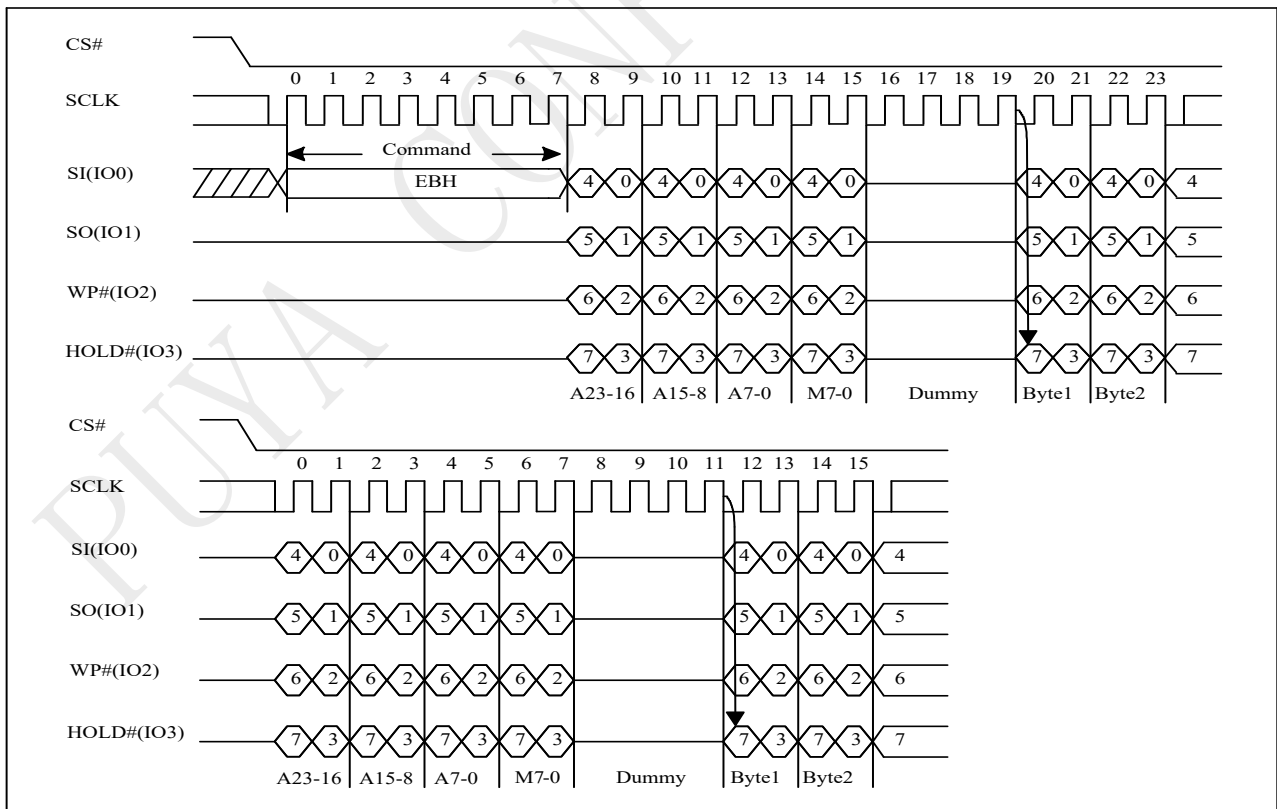 CS#
0 1 2 3 4 5 6 7 8 9 10 11 12 13 14 15 16 17 18 19 20 21 22 23
SCLK
Command
SI(IO0) EBH 4 0 4 0 4 0 4 0 4 0 4 0 4
SO(IO1) 5 1 5 1 5 1 5 1 5 1 5 1 5
WP#(IO2) 6 2 6 2 6 2 6 2 6 2 6 2 6
HOLD#(IO3) 7 3 7 3 7 3 7 3 7 3 7 3 7
A23-16 A15-8 A7-0 M7-0 Dummy Byte1 Byte2
CS#
0 1 2 3 4 5 6 7 8 9 10 11 12 13 14 15
SCLK
SI(IO0) 4 0 4 0 4 0 4 0 4 0 4 0 4
SO(IO1) 5 1 5 1 5 1 5 1 5 1 5 1 5
WP#(IO2) 6 2 6 2 6 2 6 2 6 2 6 2 6
HOLD#(IO3) 7 3 7 3 7 3 7 3 7 3 7 3 7
A23-16 A15-8 A7-0 M7-0 Dummy Byte1 Byte2
PUYA